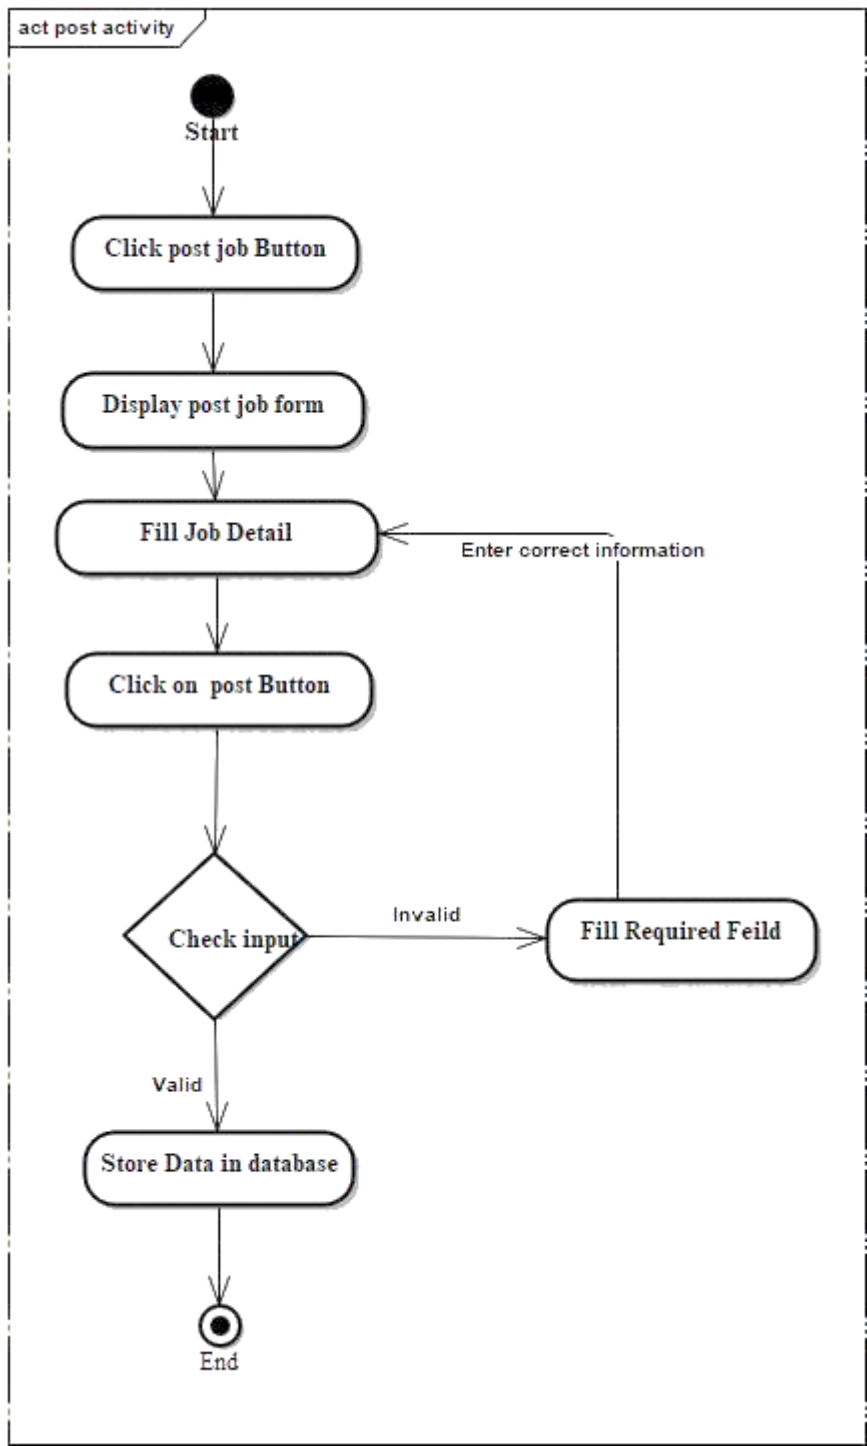 act post activity
Start
Click post job Button
Display post job form
Fill Job Detail
Enter correct information
Click on post Button
Check input
Invalid
Fill Required Feild
Valid
Store Data in database
End